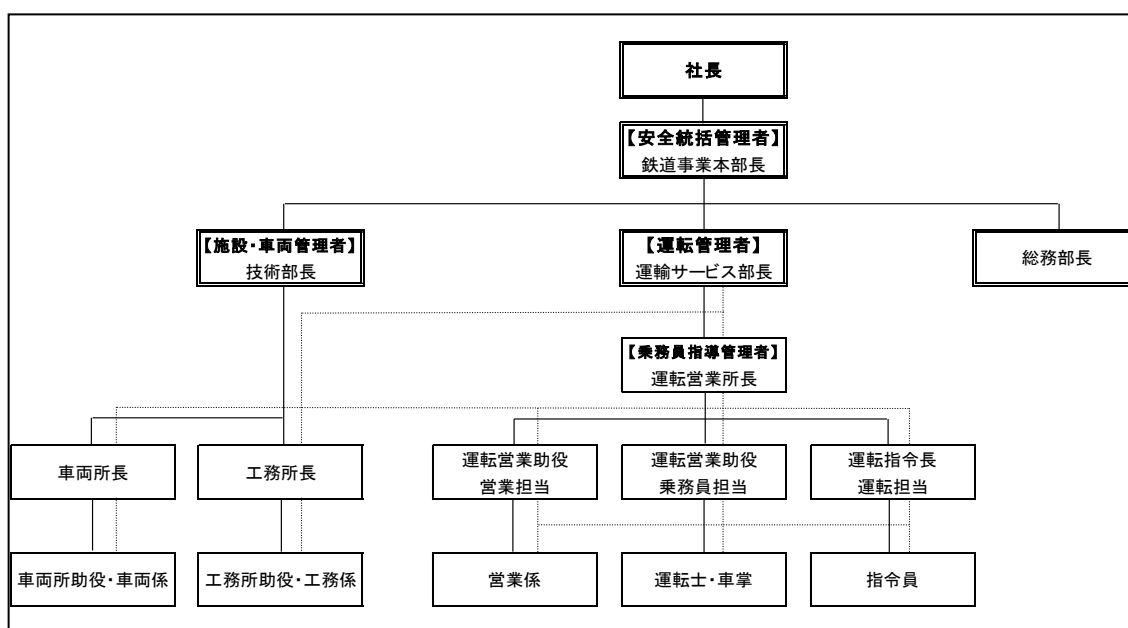 社長
【安全統括管理者】
鉄道事業本部長
【施設・車両管理者】
技術部長
【運転管理者】
運輸サービス部長
総務部長
【乗務員指導管理者】
運転営業所長
車両所長
工務所長
運転営業助役
営業担当
運転営業助役
乗務員担当
運転指令長
運転担当
車両所助役・車両係
工務所助役・工務係
営業係
運転士・車掌
指令員